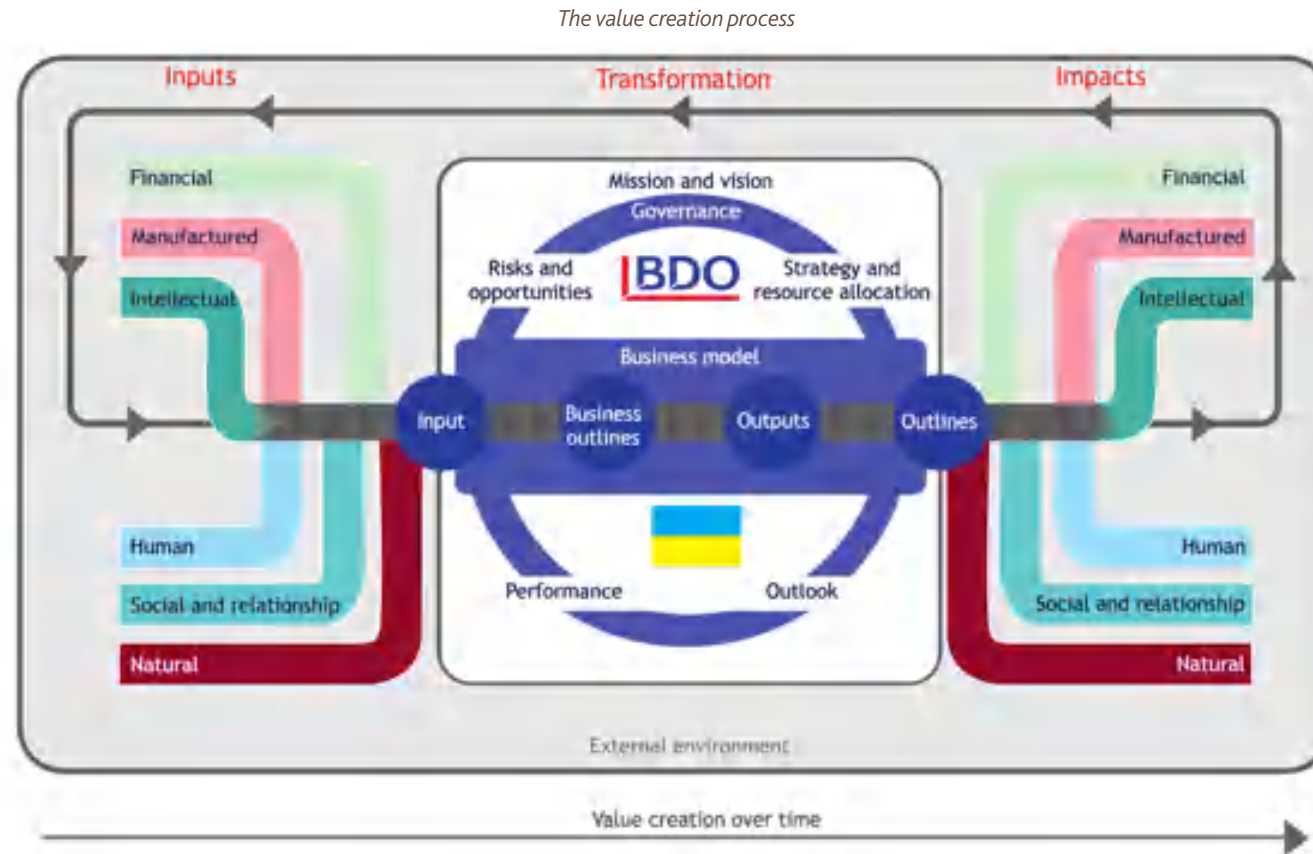 The value creation process
Inputs
Transformation
Impacts
Financial
Manufactured
Intellectual
Human
Social and relationship
Natural
Mission and vision
Governance
Risks and
opportunities
BDO
Strategy and
resource allocation
Business model
Input
Business
outlines
Outputs
Outlines
Performance
Outlook
Financial
Manufactured
Intellectual
Human
Social and relationship
Natural
External environment
Value creation over time